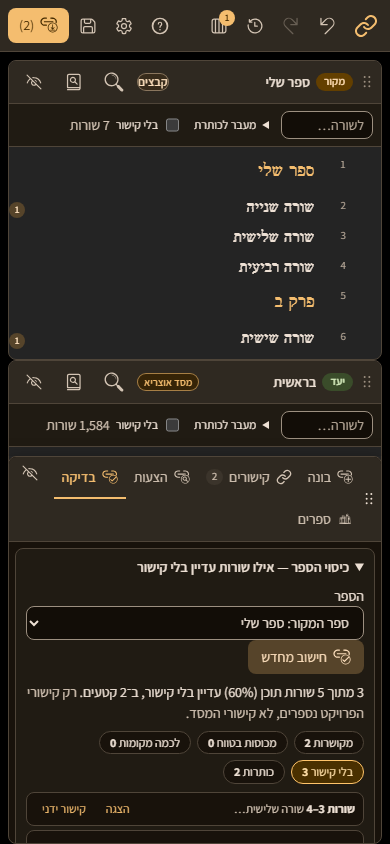 (2)
1
מקור ספר שלי קבצים
לשורה... מעבר לכותרת בלי קישור 7 שורות
1 ספר שלי
2 שורה שנייה 1
3 שורה שלישית
4 שורה רביעית
5 פרק ב
6 שורה שישית 1
יעד בראשית מסד אוצריא
לשורה... מעבר לכותרת בלי קישור 1,584 שורות
בונה קישורים 2 הצעות בדיקה
ספרים
▼ כיסוי הספר — אילו שורות עדיין בלי קישור
הספר
ספר המקור: ספר שלי
חישוב מחדש
3 מתוך 5 שורות תוכן (60%) עדיין בלי קישור, ב־2 קטעים. רק קישורי
הפרויקט נספרים, לא קישורי המסד.
מקושרות 2 מכוסות בטווח 0 לכמה מקומות 0
בלי קישור 3 כותרות 2
שורות 3–4 שורה שלישית... הצגה קישור ידני